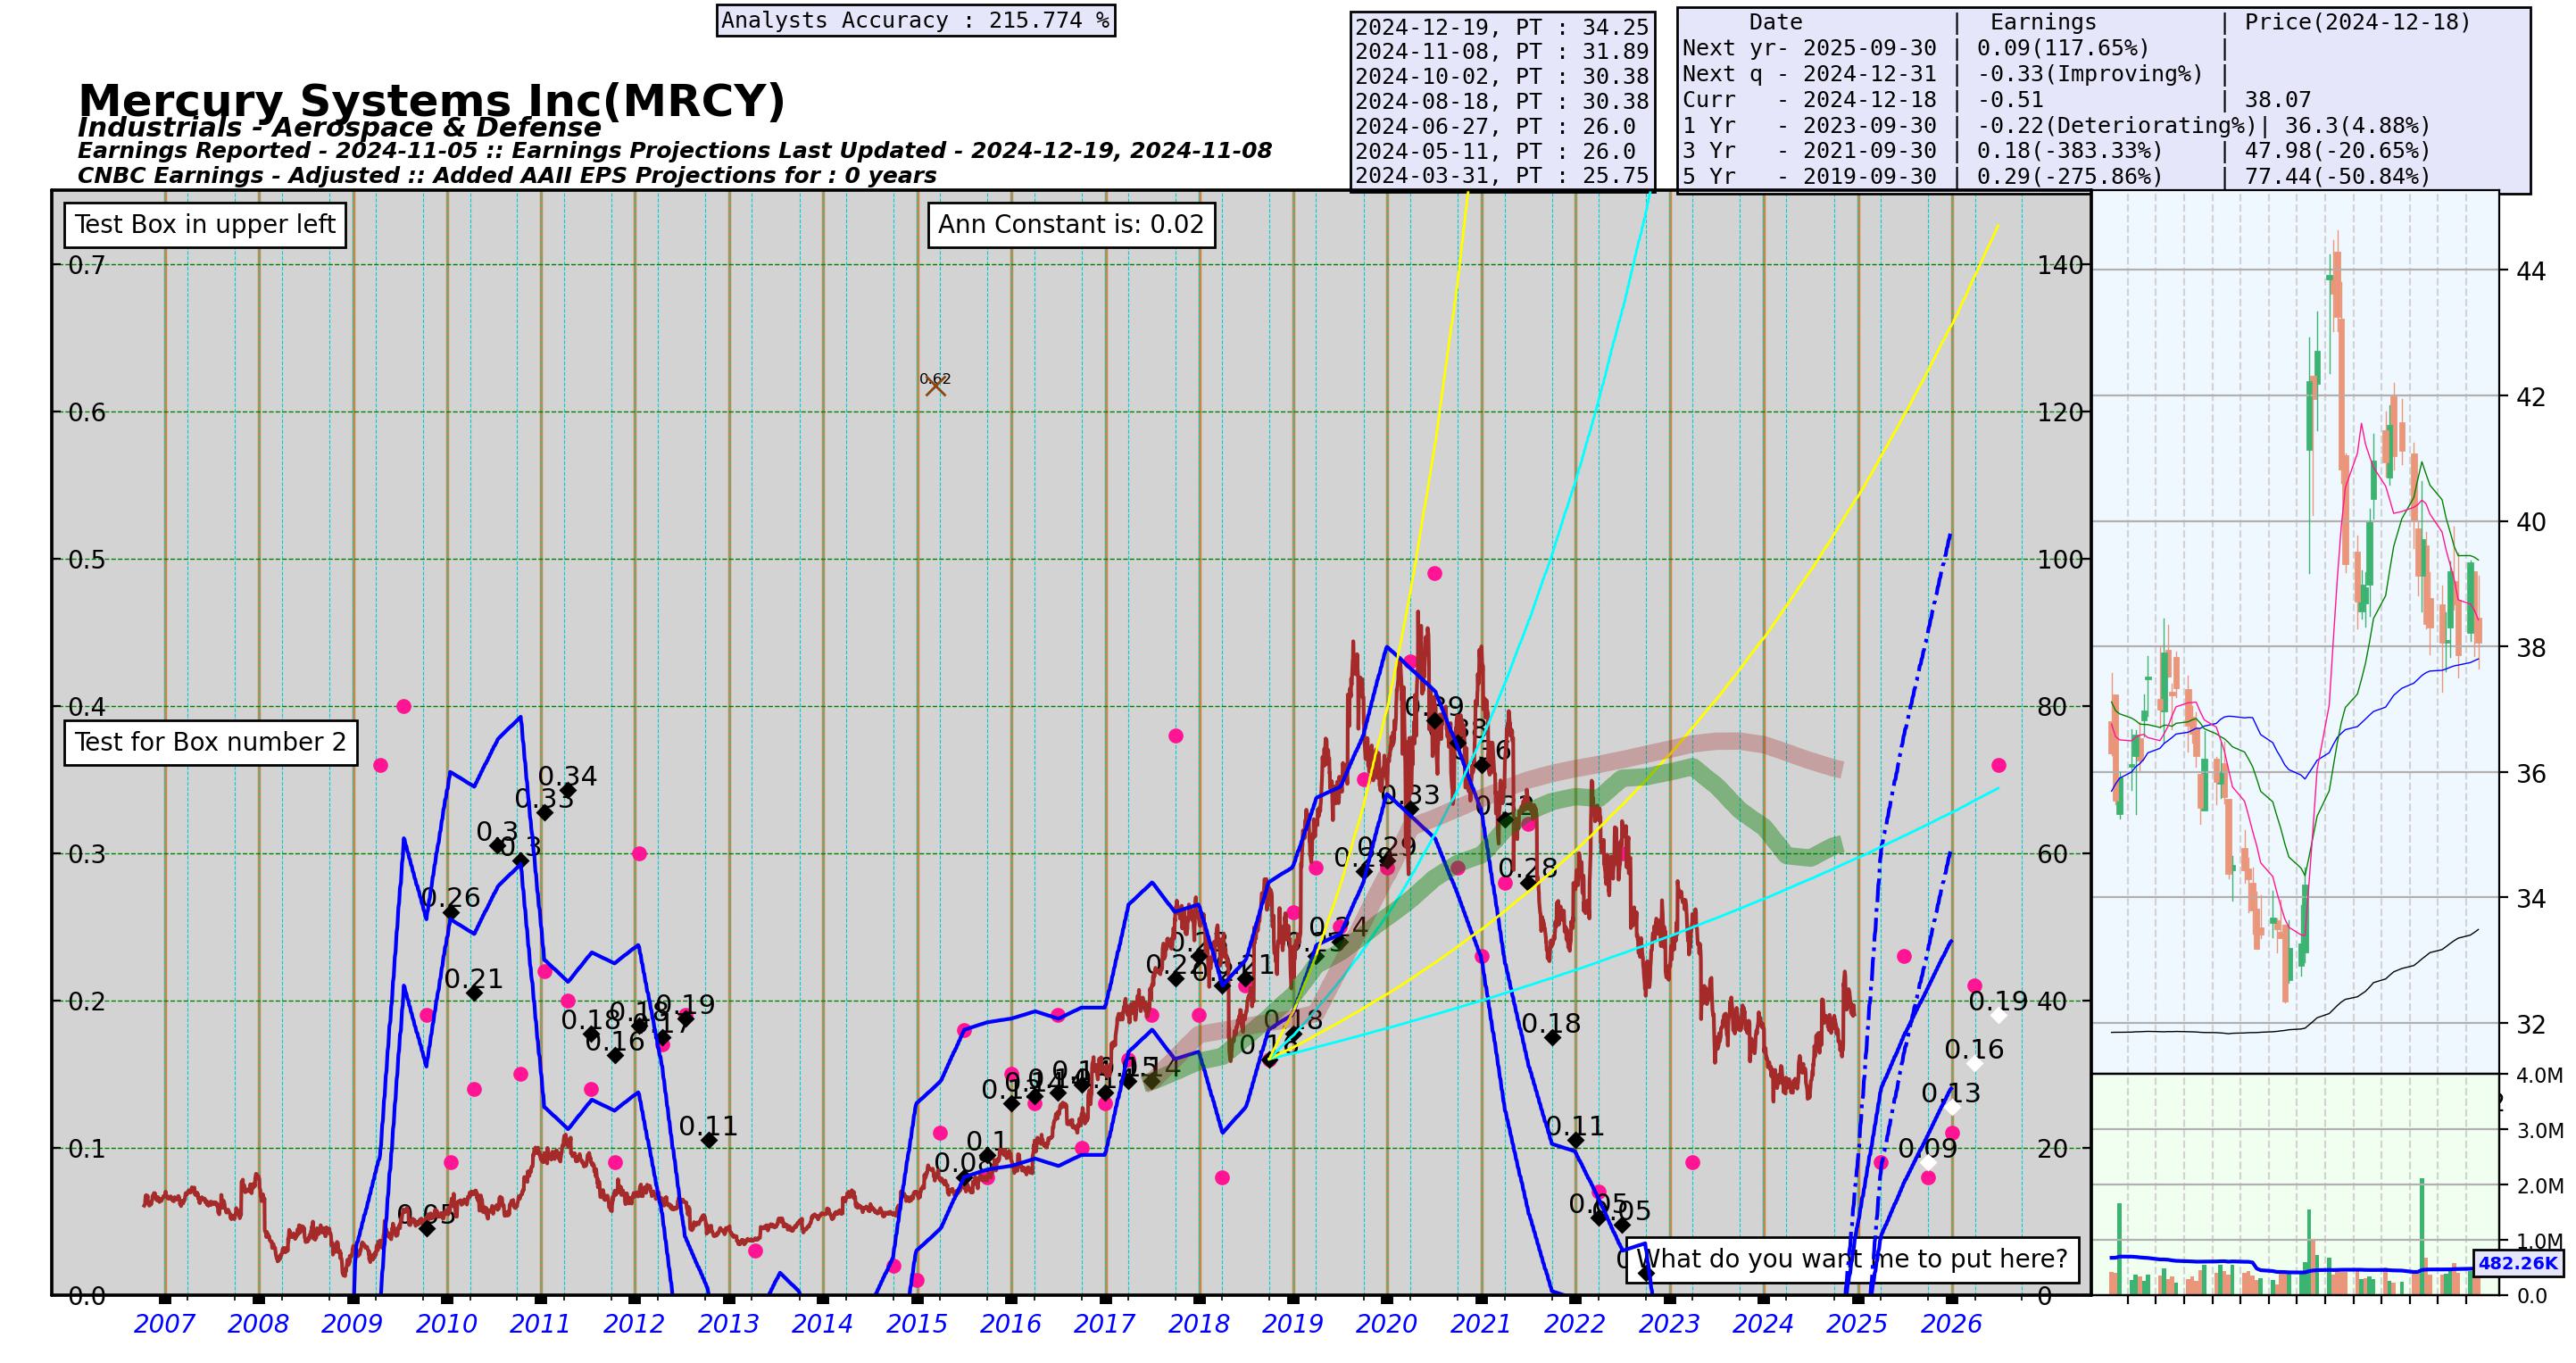 Analysts Accuracy : 215.774 %
2024-12-19, PT : 34.25
2024-11-08, PT : 31.89
2024-10-02, PT : 30.38
2024-08-18, PT : 30.38
2024-06-27, PT : 26.0
2024-05-11, PT : 26.0
2024-03-31, PT : 25.75
Date | Earnings | Price(2024-12-18)
Next yr- 2025-09-30 | 0.09(117.65%) |
Next q - 2024-12-31 | -0.33(Improving%) |
Curr - 2024-12-18 | -0.51 | 38.07
1 Yr - 2023-09-30 | -0.22(Deteriorating%)| 36.3(4.88%)
3 Yr - 2021-09-30 | 0.18(-383.33%) | 47.98(-20.65%)
5 Yr - 2019-09-30 | 0.29(-275.86%) | 77.44(-50.84%)
Mercury Systems Inc(MRCY)
Industrials - Aerospace & Defense
Earnings Reported - 2024-11-05 :: Earnings Projections Last Updated - 2024-12-19, 2024-11-08
CNBC Earnings - Adjusted :: Added AAII EPS Projections for : 0 years
Test Box in upper left
Ann Constant is: 0.02
Test for Box number 2
What do you want me to put here?
0.7
0.6
0.5
0.4
0.3
0.2
0.1
0.0
140
120
100
80
60
40
20
0
0.62
0.05
0.26
0.21
0.3
0.3
0.33
0.34
0.18
0.16
0.18
0.19
0.11
0.08
0.1
0.24
0.29
0.33
0.39
0.32
0.28
0.18
0.11
0.05
0.05
0.09
0.13
0.16
0.19
44
42
40
38
36
34
32
4.0M
3.0M
2.0M
1.0M
482.26K
0.0
2007 2008 2009 2010 2011 2012 2013 2014 2015 2016 2017 2018 2019 2020 2021 2022 2023 2024 2025 2026